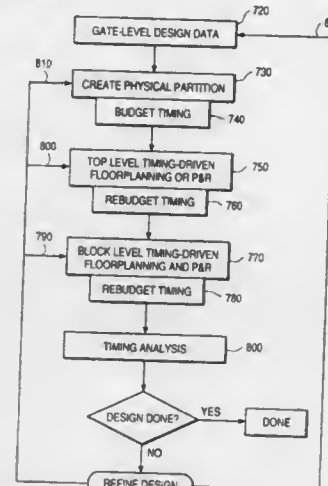 720
GATE-LEVEL DESIGN DATA
810
730
CREATE PHYSICAL PARTITION
BUDGET TIMING
740
800
TOP LEVEL TIMING-DRIVEN
FLOORPLANNING OR P&R
750
REBUDGET TIMING
760
790
BLOCK LEVEL TIMING-DRIVEN
FLOORPLANNING AND P&R
770
REBUDGET TIMING
780
TIMING ANALYSIS
800
DESIGN DONE?
YES
DONE
NO
REFINE DESIGN